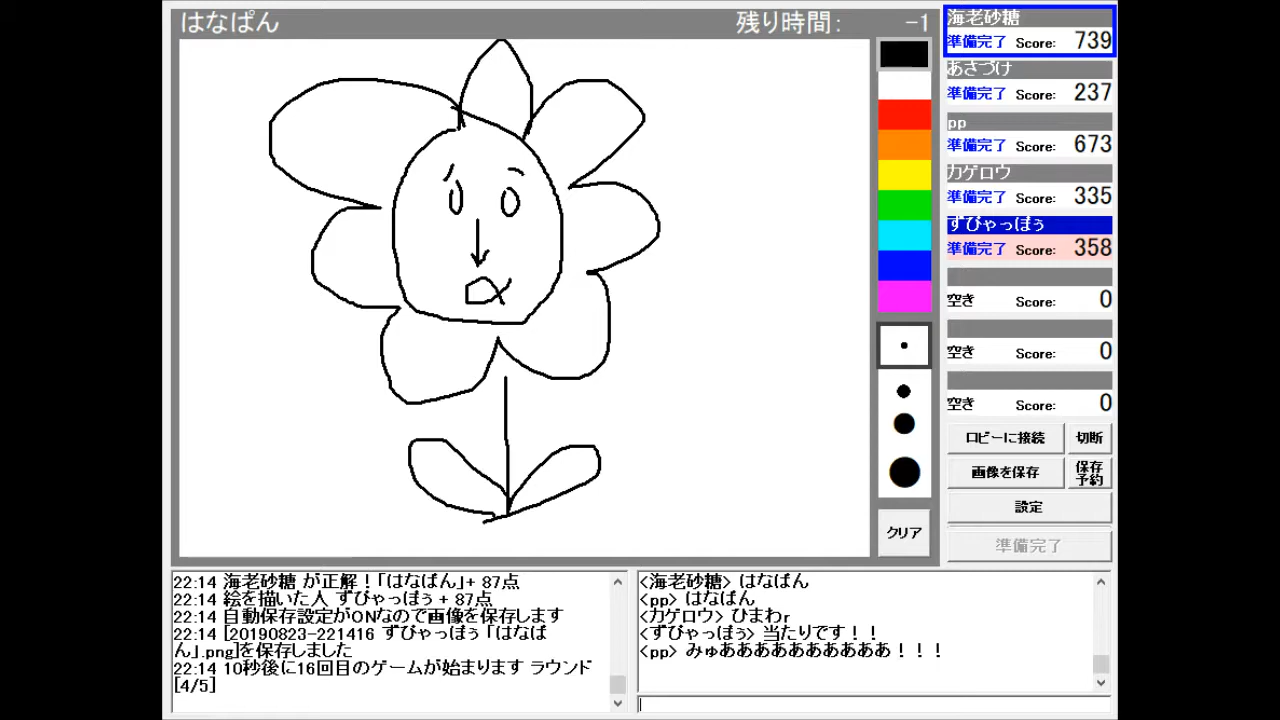 はなぱん
残り時間: -1
海老砂糖
準備完了 Score: 739
あさづけ
準備完了 Score: 237
pp
準備完了 Score: 673
カゲロウ
準備完了 Score: 335
ずぴゃっぽぅ
準備完了 Score: 358
空き Score: 0
空き Score: 0
空き Score: 0
ロビーに接続 切断
画像を保存 保存予約
設定
クリア
準備完了
22:14 海老砂糖 が正解！「はなぱん」+ 87点
22:14 絵を描いた人 ずぴゃっぽぅ + 87点
22:14 自動保存設定がONなので画像を保存します
22:14 [20190823-221416 ずぴゃっぽぅ 「はなぱ
ん」.png]を保存しました
22:14 10秒後に16回目のゲームが始まります ラウンド
[4/5]
<海老砂糖> はなぱん
<pp> はなぱん
<カゲロウ> ひまわr
<ずぴゃっぽぅ> 当たりです！！
<pp> みゅあああああああああああ！！！